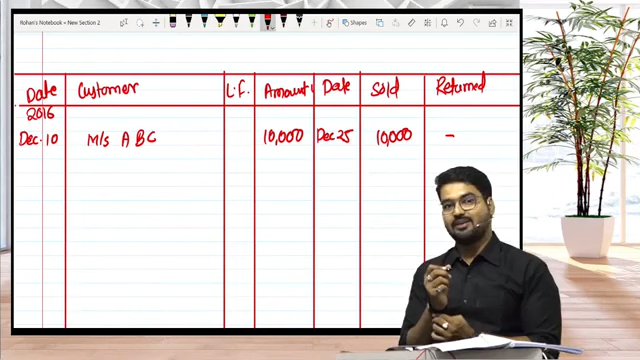 Rohan's Notebook » New Section 2
Shapes
Date Customer L.F. Amount Date Sold Returned
2016
Dec-10 M/s ABC 10,000 Dec 25 10,000 -